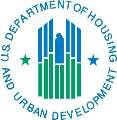 U.S. DEPARTMENT OF HOUSING
AND URBAN DEVELOPMENT